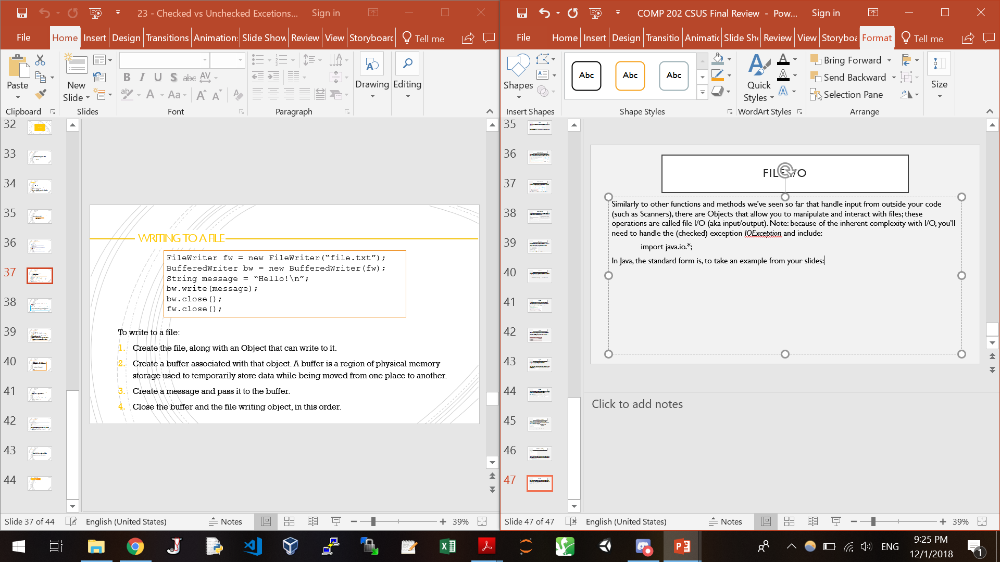 23 - Checked vs Unchecked Excetions...
Sign in
File
Home
Insert
Design
Transitions
Animation
Slide Show
Review
View
Storyboard
Tell me
Paste
New
Slide
Drawing
Editing
Clipboard
Slides
Font
Paragraph
32
33
34
35
36
37
38
39
40
41
42
43
44
WRITING TO A FILE
FileWriter fw = new FileWriter(“file.txt”);
BufferedWriter bw = new BufferedWriter(fw);
String message = “Hello!\n”;
bw.write(message);
bw.close();
fw.close();
To write to a file:
1. Create the file, along with an Object that can write to it.
2. Create a buffer associated with that object. A buffer is a region of physical memory
storage used to temporarily store data while being moved from one place to another.
3. Create a message and pass it to the buffer.
4. Close the buffer and the file writing object, in this order.
Slide 37 of 44
English (United States)
Notes
39%
COMP 202 CSUS Final Review - Pow...
Sign in
File
Home
Insert
Design
Transitio
Animatic
Slide Sh
Review
View
Storyboa
Format
Tell me
Shapes
Abc
Abc
Abc
Quick
Styles
Bring Forward
Send Backward
Selection Pane
Size
Insert Shapes
Shape Styles
WordArt Styles
Arrange
35
36
37
38
39
40
41
42
43
44
45
46
47
FILE I/O
Similarly to other functions and methods we’ve seen so far that handle input from outside your code
(such as Scanners), there are Objects that allow you to manipulate and interact with files; these
operations are called file I/O (aka input/output). Note: because of the inherent complexity with I/O, you’ll
need to handle the (checked) exception IOException and include:
import java.io.*;
In Java, the standard form is, to take an example from your slides:
Click to add notes
Slide 47 of 47
English (United States)
Notes
39%
ENG
9:25 PM
12/1/2018
1